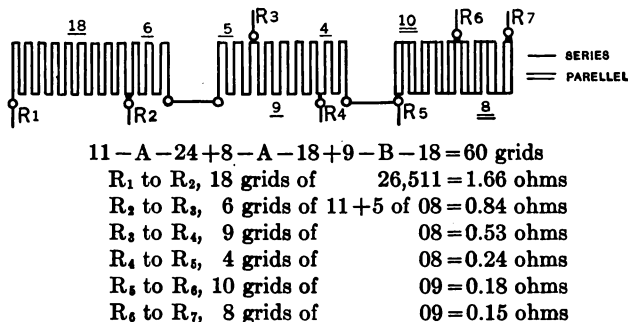 18 6 5 R3 4 10 R6 R7
SERIES
PARELLEL
R1 R2 9 R4 R5 8
11-A-24+8-A-18+9-B-18=60 grids
R₁ to R₂, 18 grids of 26,511=1.66 ohms
R₂ to R₃, 6 grids of 11+5 of 08=0.84 ohms
R₃ to R₄, 9 grids of 08=0.53 ohms
R₄ to R₅, 4 grids of 08=0.24 ohms
R₅ to R₆, 10 grids of 09=0.18 ohms
R₆ to R₇, 8 grids of 09=0.15 ohms